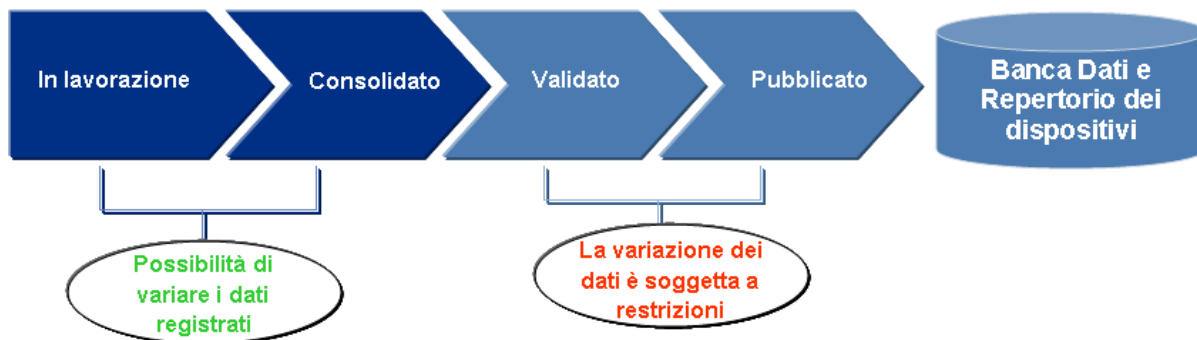 In lavorazione
Consolidato
Validato
Pubblicato
Banca Dati e
Repertorio dei
dispositivi
Possibilità di
variare i dati
registrati
La variazione dei
dati è soggetta a
restrizioni